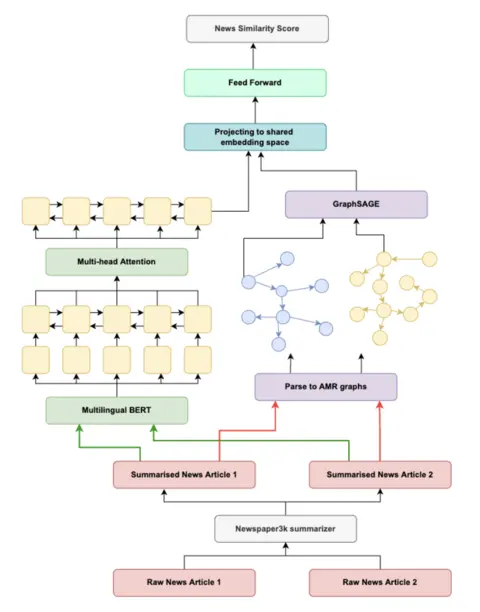 News Similarity Score
Feed Forward
Projecting to shared
embedding space
GraphSAGE
Multi-head Attention
Parse to AMR graphs
Multilingual BERT
Summarised News Article 1
Summarised News Article 2
Newspaper3k summarizer
Raw News Article 1
Raw News Article 2